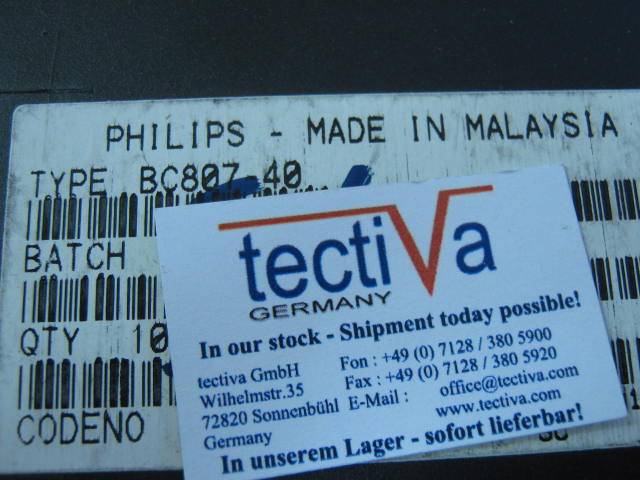 PHILIPS - MADE IN MALAYSIA
TYPE BC807-40
BATCH
QTY 10
CODENO
tectiVa
GERMANY
In our stock - Shipment today possible!
tectiva GmbH Fon : +49 (0) 7128 / 380 5900
Wilhelmstr.35 Fax : +49 (0) 7128 / 380 5920
72820 Sonnenbühl E-Mail : office@tectiva.com
Germany www.tectiva.com
In unserem Lager - sofort lieferbar!